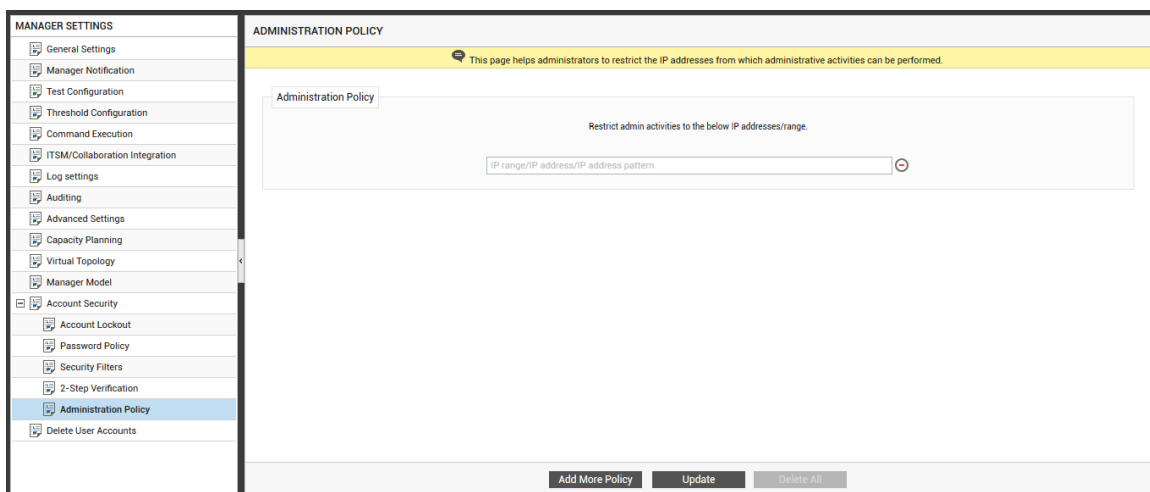 MANAGER SETTINGS
General Settings
Manager Notification
Test Configuration
Threshold Configuration
Command Execution
ITSM/Collaboration Integration
Log settings
Auditing
Advanced Settings
Capacity Planning
Virtual Topology
Manager Model
Account Security
Account Lockout
Password Policy
Security Filters
2-Step Verification
Administration Policy
Delete User Accounts
ADMINISTRATION POLICY
This page helps administrators to restrict the IP addresses from which administrative activities can be performed.
Administration Policy
Restrict admin activities to the below IP addresses/range.
IP range/IP address/IP address pattern
Add More Policy
Update
Delete All